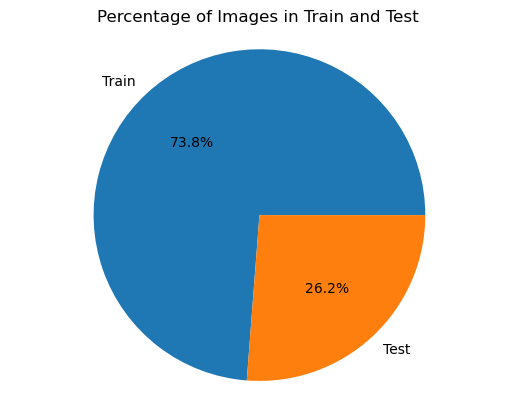 Percentage of Images in Train and Test
Train
73.8%
26.2%
Test